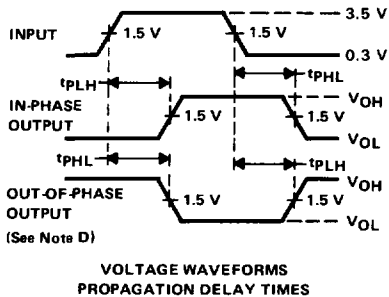 3.5 V
INPUT 1.5 V 1.5 V
0.3 V
tPLH tPHL
IN-PHASE OUTPUT VOH
1.5 V 1.5 V
VOL
tPHL tPLH
OUT-OF-PHASE OUTPUT VOH
1.5 V 1.5 V
(See Note D) VOL
VOLTAGE WAVEFORMS
PROPAGATION DELAY TIMES